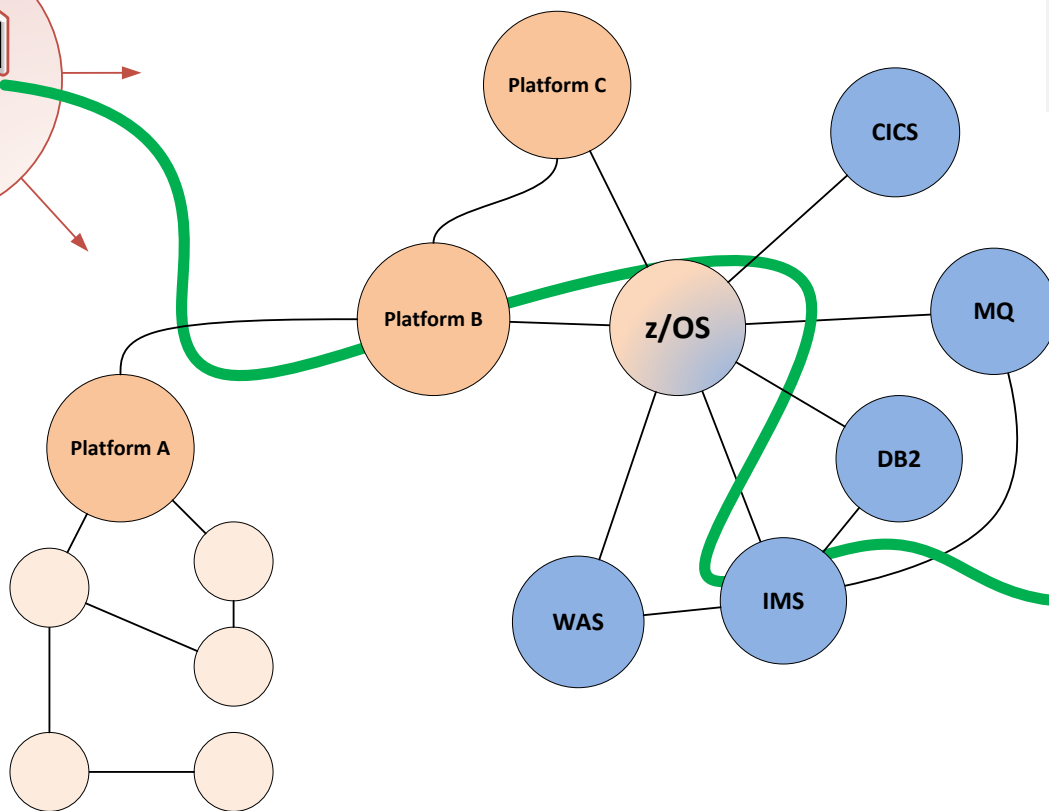 Platform C
CICS
Platform B
z/OS
MQ
Platform A
DB2
WAS
IMS